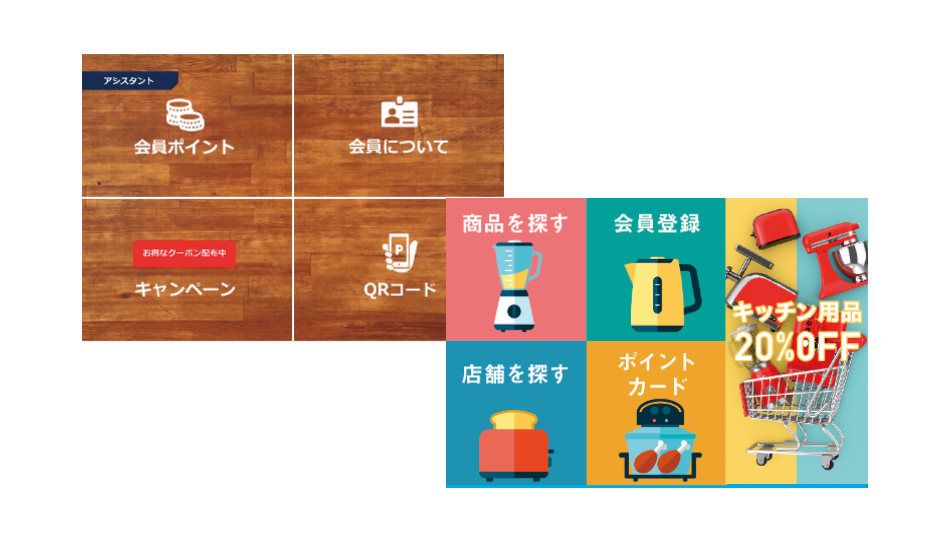 アシスタント
会員ポイント
会員について
お得なクーポン配布中
キャンペーン
P
QRコード
商品を探す
会員登録
キッチン用品
20%OFF
店舗を探す
ポイント
カード